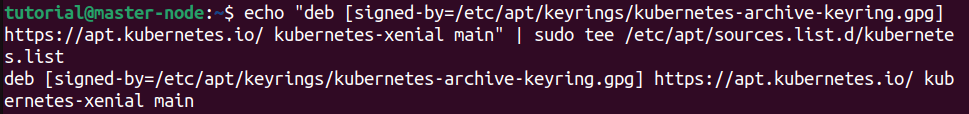 tutorial@master-node:~$ echo "deb [signed-by=/etc/apt/keyrings/kubernetes-archive-keyring.gpg]
https://apt.kubernetes.io/ kubernetes-xenial main" | sudo tee /etc/apt/sources.list.d/kubernete
s.list
deb [signed-by=/etc/apt/keyrings/kubernetes-archive-keyring.gpg] https://apt.kubernetes.io/ kub
ernetes-xenial main